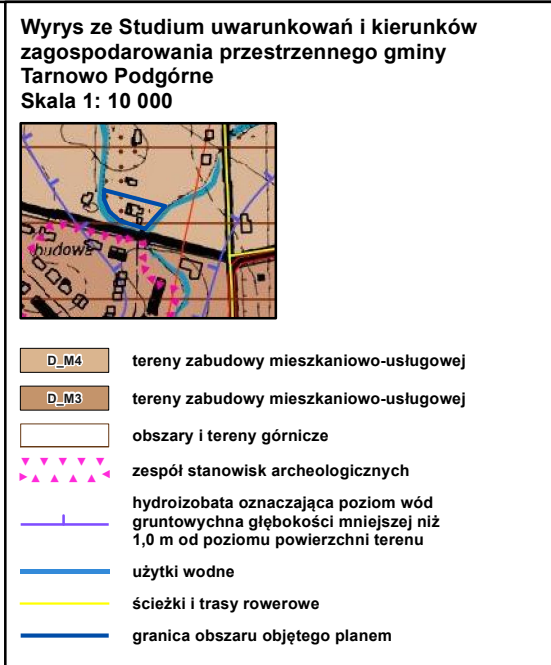 Wyrys ze Studium uwarunkowań i kierunków
zagospodarowania przestrzennego gminy
Tarnowo Podgórne
Skala 1: 10 000
budowa
D_M4 tereny zabudowy mieszkaniowo-usługowej
D_M3 tereny zabudowy mieszkaniowo-usługowej
obszary i tereny górnicze
zespół stanowisk archeologicznych
hydroizobata oznaczająca poziom wód
gruntowychna głębokości mniejszej niż
1,0 m od poziomu powierzchni terenu
użytki wodne
ścieżki i trasy rowerowe
granica obszaru objętego planem